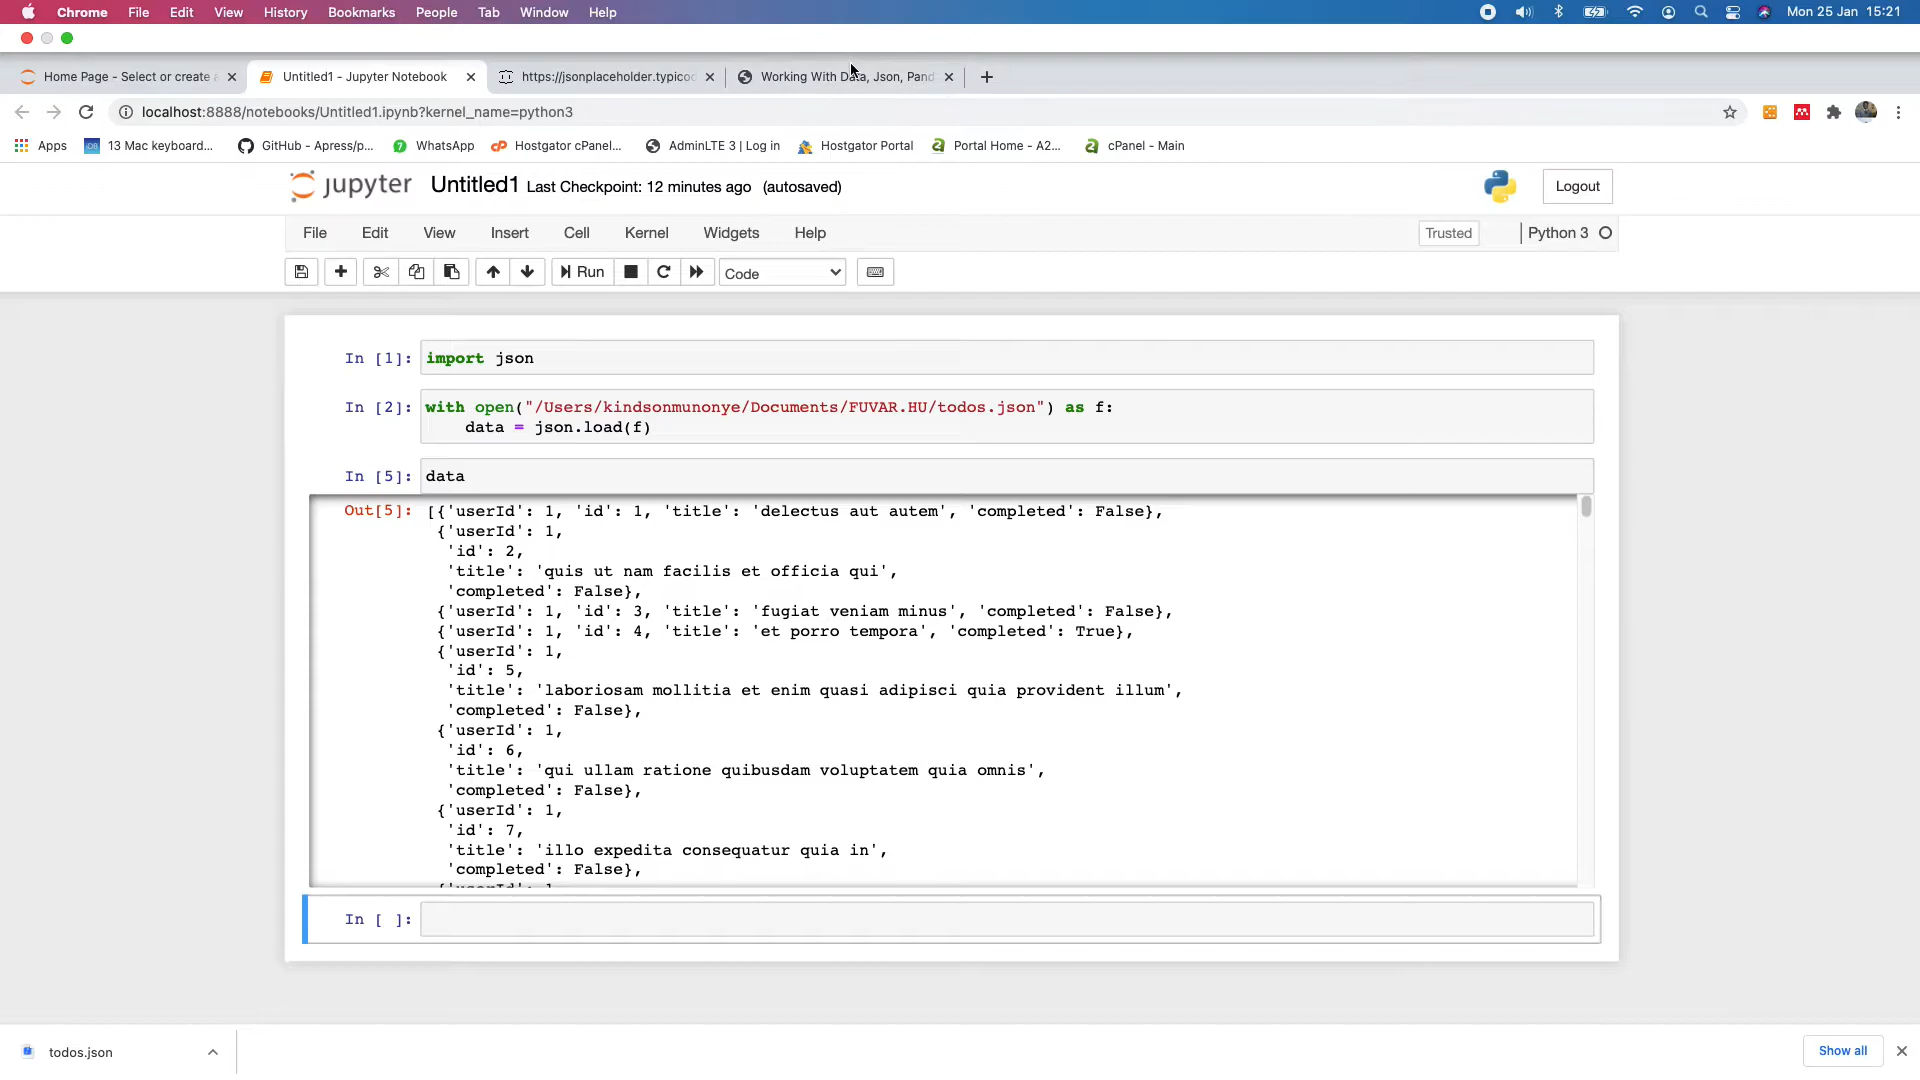 Chrome File Edit View History Bookmarks People Tab Window Help Mon 25 Jan 15:21
Home Page - Select or create a Untitled1 - Jupyter Notebook https://jsonplaceholder.typicod Working With Data, Json, Pand
localhost:8888/notebooks/Untitled1.ipynb?kernel_name=python3
Apps 13 Mac keyboard... GitHub - Apress/p... WhatsApp Hostgator cPanel... AdminLTE 3 | Log in Hostgator Portal Portal Home - A2... cPanel - Main
jupyter Untitled1 Last Checkpoint: 12 minutes ago (autosaved) Logout
File Edit View Insert Cell Kernel Widgets Help Trusted Python 3
Run Code
In [1]: import json
In [2]: with open("/Users/kindsonmunonye/Documents/FUVAR.HU/todos.json") as f:
data = json.load(f)
In [5]: data
Out[5]: [{'userId': 1, 'id': 1, 'title': 'delectus aut autem', 'completed': False},
{'userId': 1,
'id': 2,
'title': 'quis ut nam facilis et officia qui',
'completed': False},
{'userId': 1, 'id': 3, 'title': 'fugiat veniam minus', 'completed': False},
{'userId': 1, 'id': 4, 'title': 'et porro tempora', 'completed': True},
{'userId': 1,
'id': 5,
'title': 'laboriosam mollitia et enim quasi adipisci quia provident illum',
'completed': False},
{'userId': 1,
'id': 6,
'title': 'qui ullam ratione quibusdam voluptatem quia omnis',
'completed': False},
{'userId': 1,
'id': 7,
'title': 'illo expedita consequatur quia in',
'completed': False},
In [ ]:
todos.json Show all